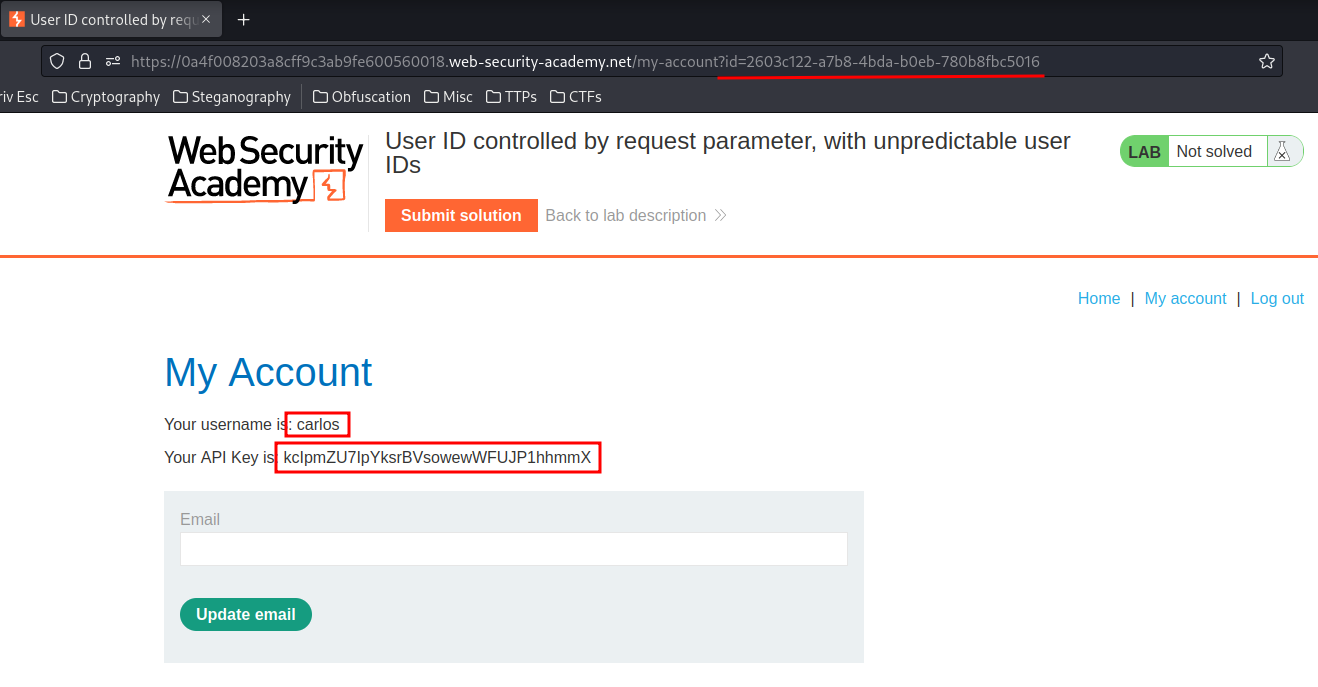 User ID controlled by requ
https://0a4f008203a8cff9c3ab9fe600560018.web-security-academy.net/my-account?id=2603c122-a7b8-4bda-b0eb-780b8fbc5016
riv Esc Cryptography Steganography Obfuscation Misc TTPs CTFs
Web Security
Academy
User ID controlled by request parameter, with unpredictable user
IDs
LAB Not solved
Submit solution Back to lab description
Home | My account | Log out
My Account
Your username is: carlos
Your API Key is: kcIpmZU7IpYksrBVsowewWFUJP1hhmmX
Email
Update email